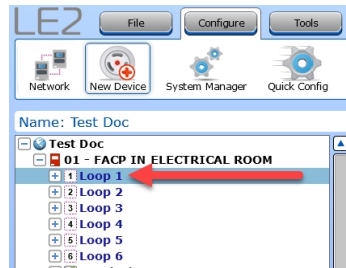 LE2 File Configure Tools
Network New Device System Manager Quick Config
Name: Test Doc
Test Doc
01 - FACP IN ELECTRICAL ROOM
1 Loop 1
2 Loop 2
3 Loop 3
4 Loop 4
5 Loop 5
6 Loop 6